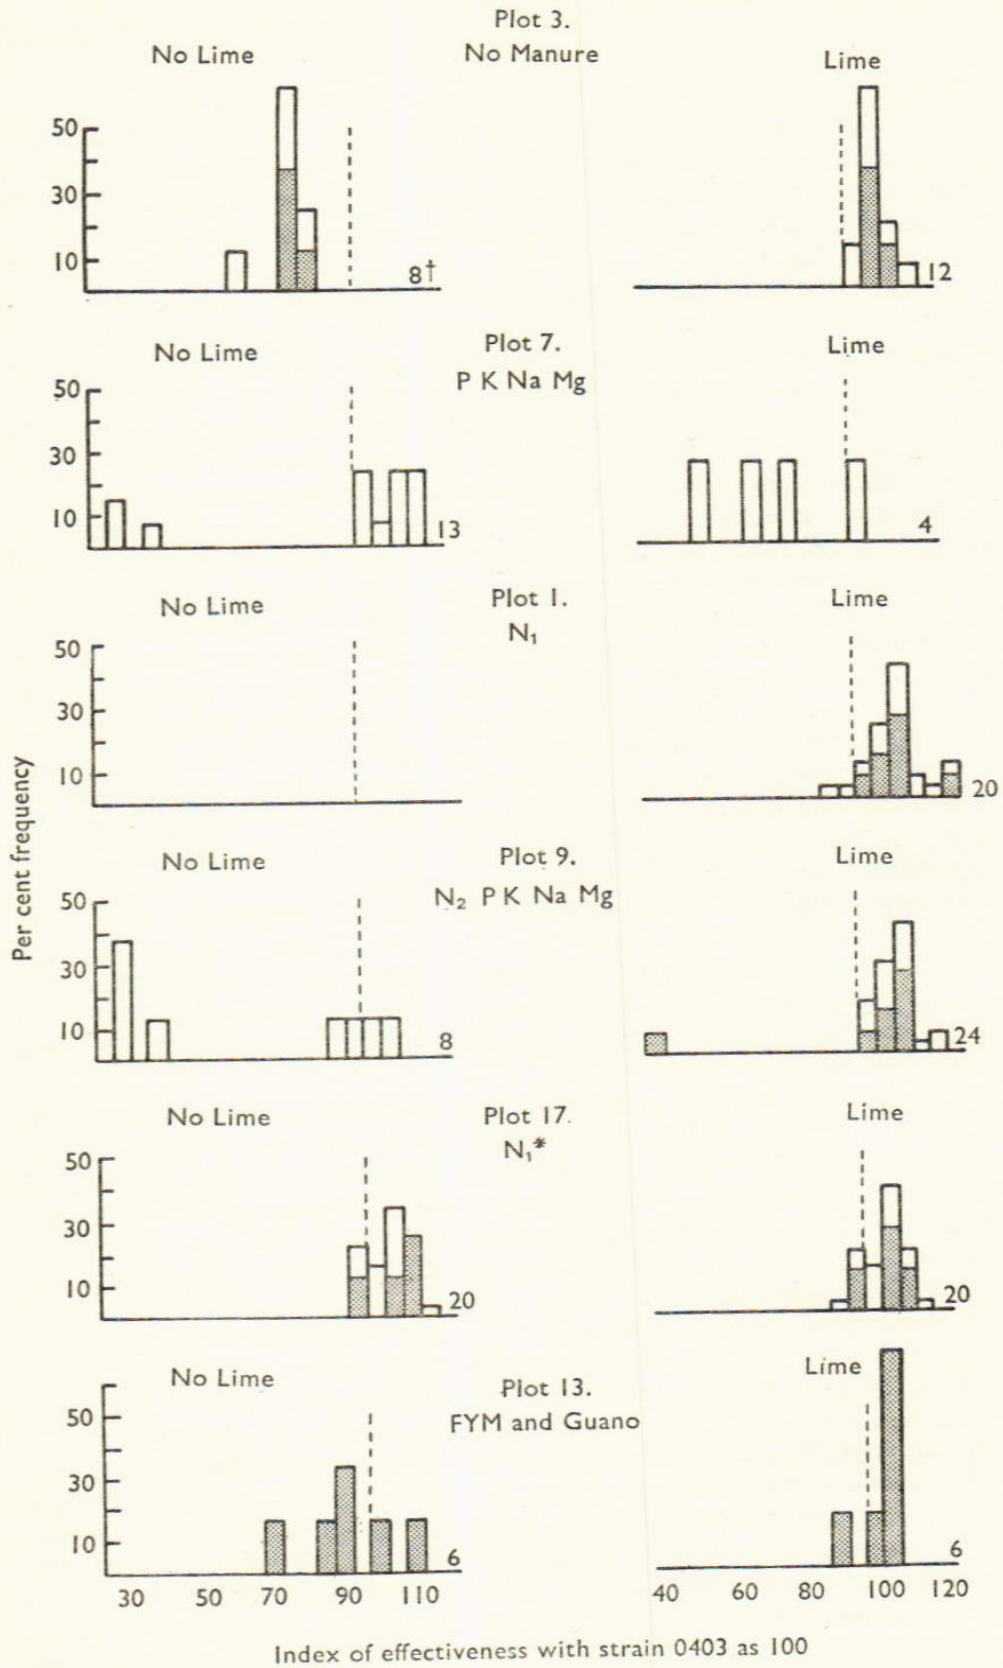 Plot 3.
No Manure
No Lime
Lime
50
30
10
8†
12
Plot 7.
P K Na Mg
No Lime
Lime
50
30
10
13
4
Plot 1.
N₁
No Lime
Lime
50
30
10
20
Plot 9.
N₂ P K Na Mg
No Lime
Lime
50
30
10
8
24
Plot 17.
N₁*
No Lime
Lime
50
30
10
20
20
Plot 13.
FYM and Guano
No Lime
Lime
50
30
10
6
6
30 50 70 90 110
40 60 80 100 120
Per cent frequency
Index of effectiveness with strain 0403 as 100